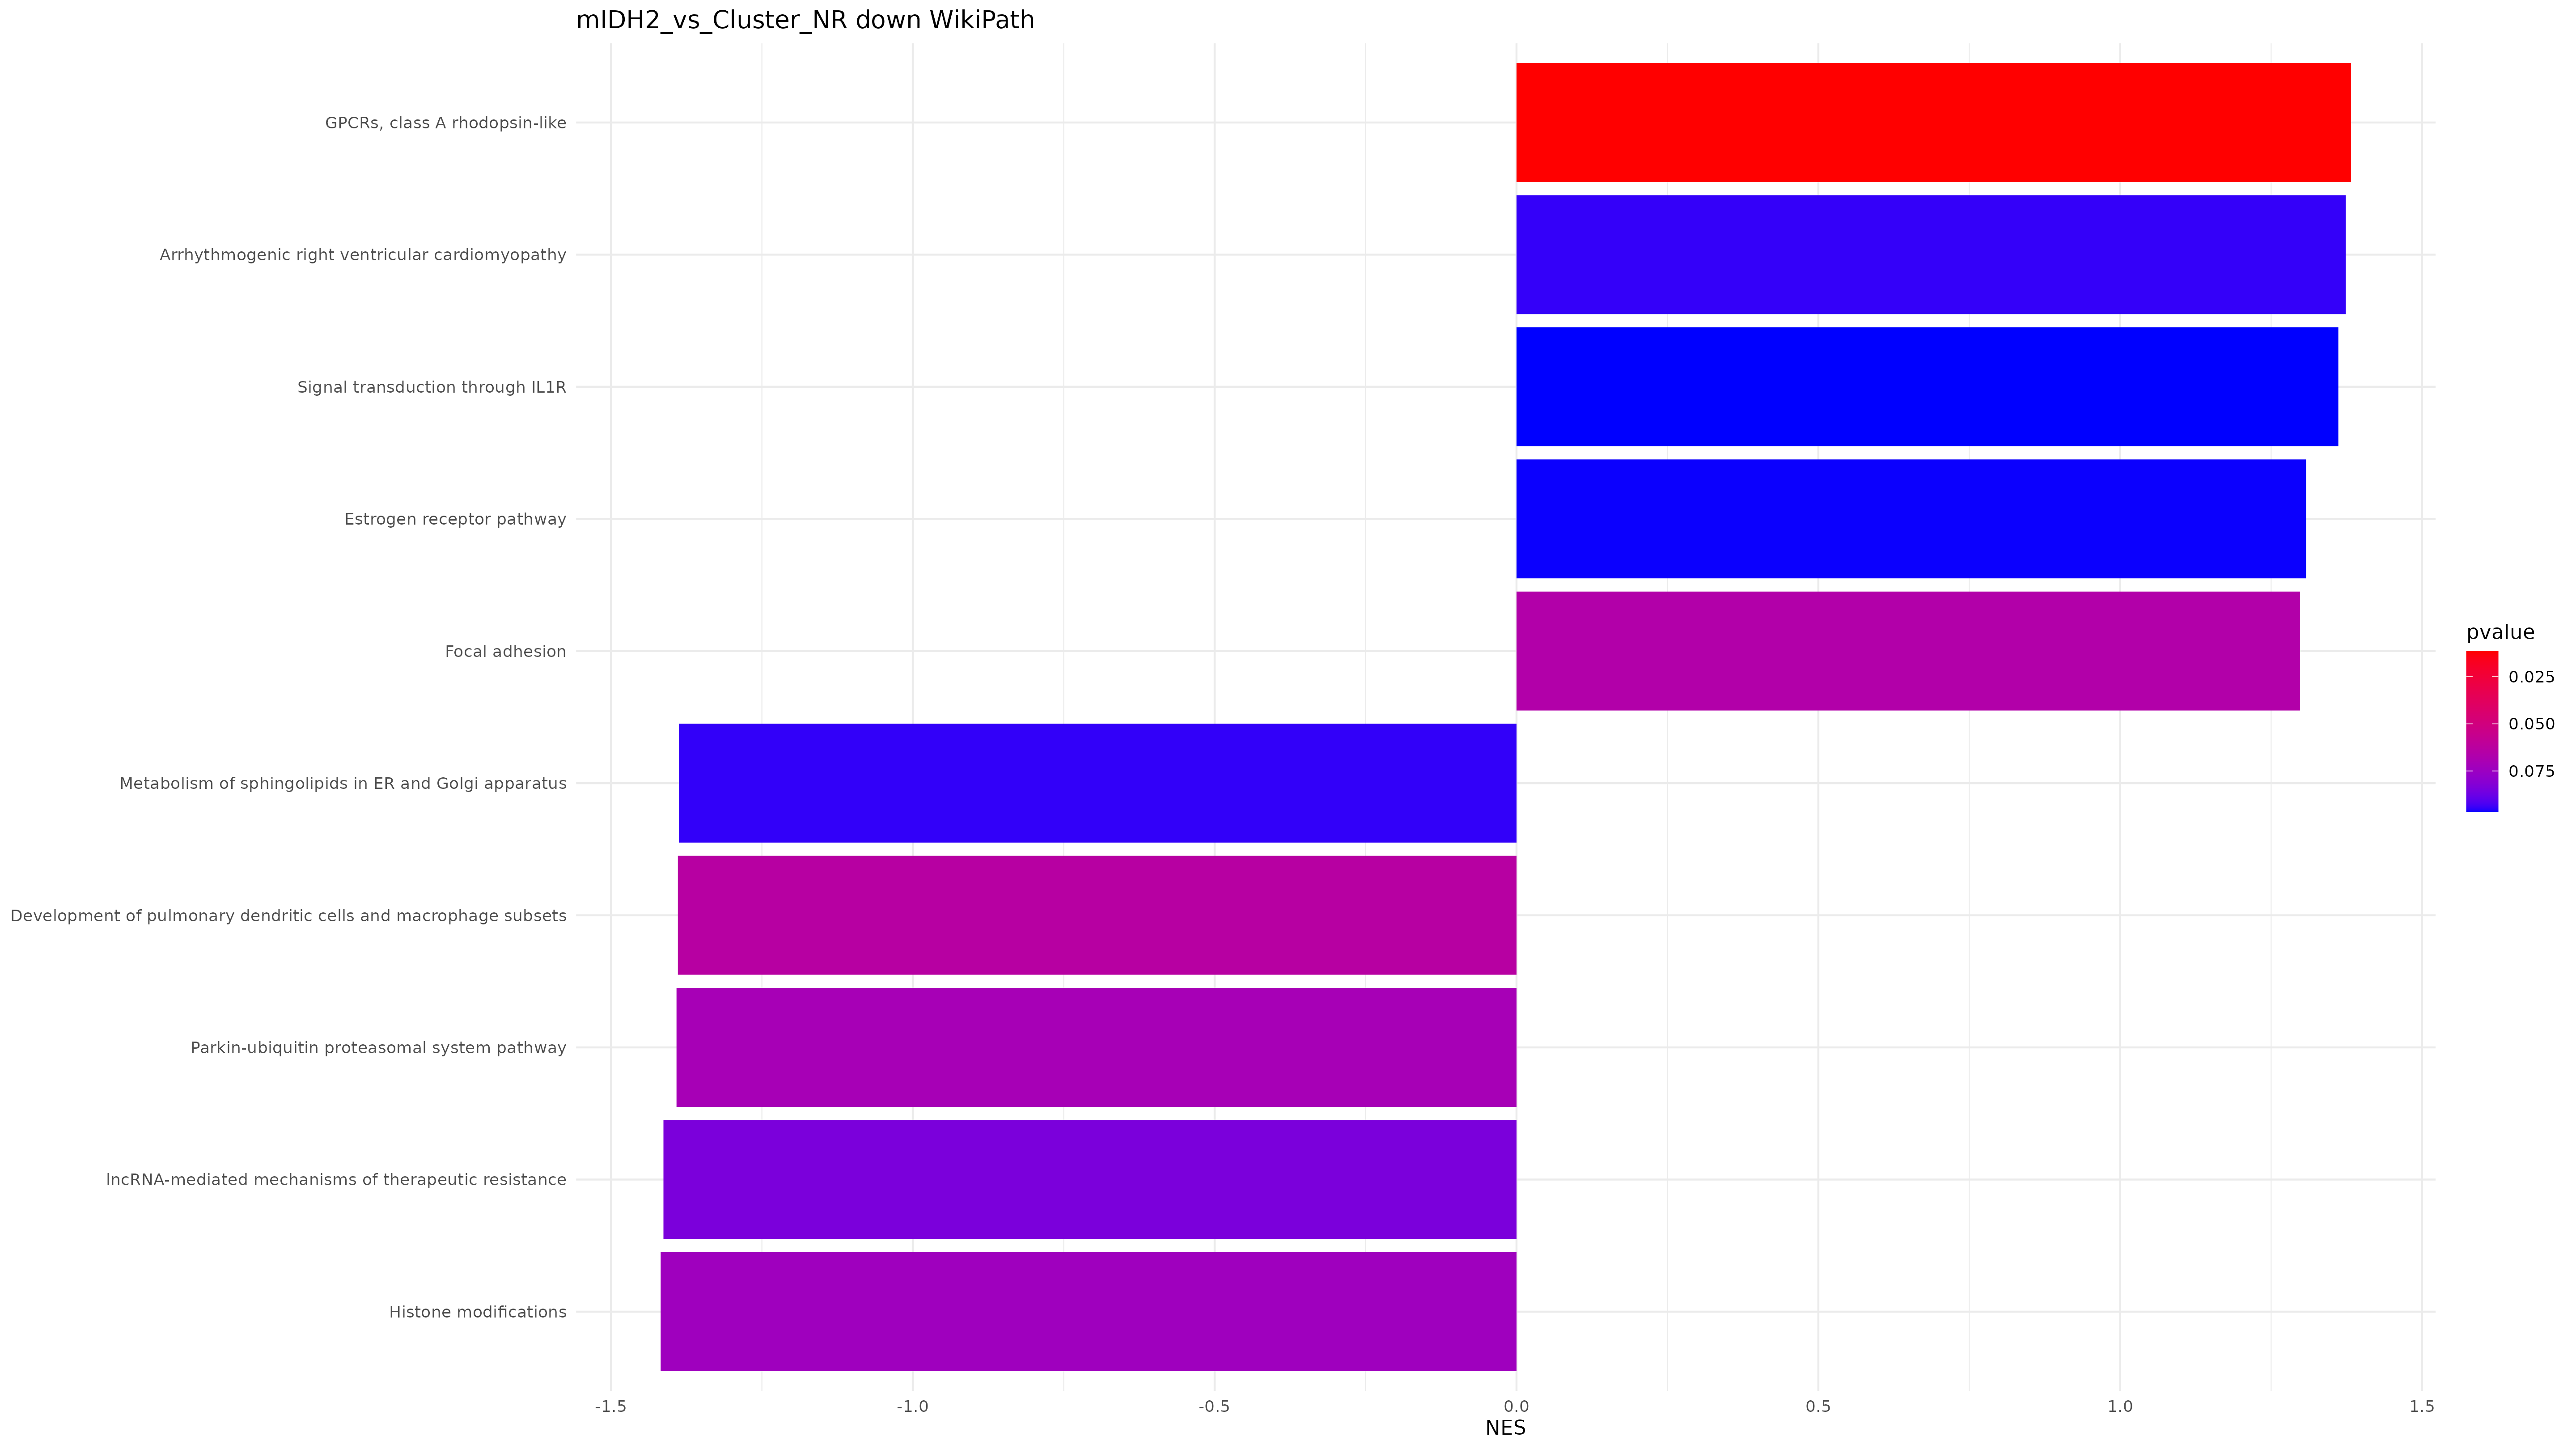 mIDH2_vs_Cluster_NR down WikiPath
GPCRs, class A rhodopsin-like
Arrhythmogenic right ventricular cardiomyopathy
Signal transduction through IL1R
Estrogen receptor pathway
Focal adhesion
Metabolism of sphingolipids in ER and Golgi apparatus
Development of pulmonary dendritic cells and macrophage subsets
Parkin-ubiquitin proteasomal system pathway
lncRNA-mediated mechanisms of therapeutic resistance
Histone modifications
-1.5 -1.0 -0.5 0.0 0.5 1.0 1.5
NES
pvalue
0.025
0.050
0.075